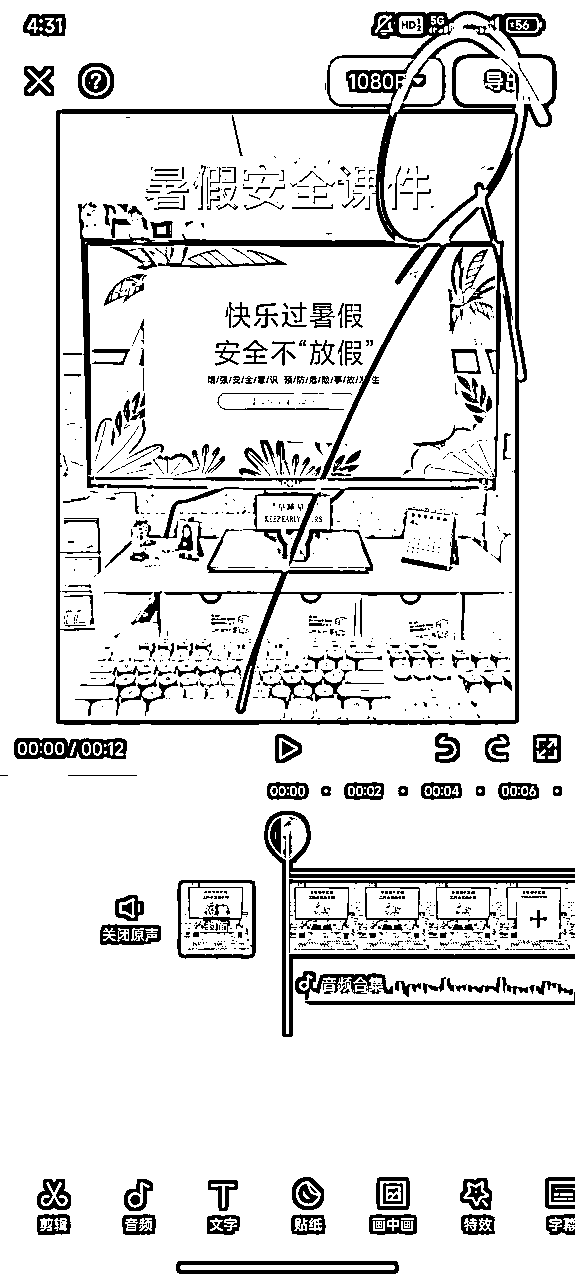 4:31
HD 5G 56
1080P 导出
暑假安全课件
快乐过暑假
安全不“放假”
增/强/安/全/意/识 预/防/危/险/事/故/发/生
00:00 / 00:12
00:00 00:02 00:04 00:06
关闭原声
音频合集
剪辑 音频 文字 贴纸 画中画 特效 字幕